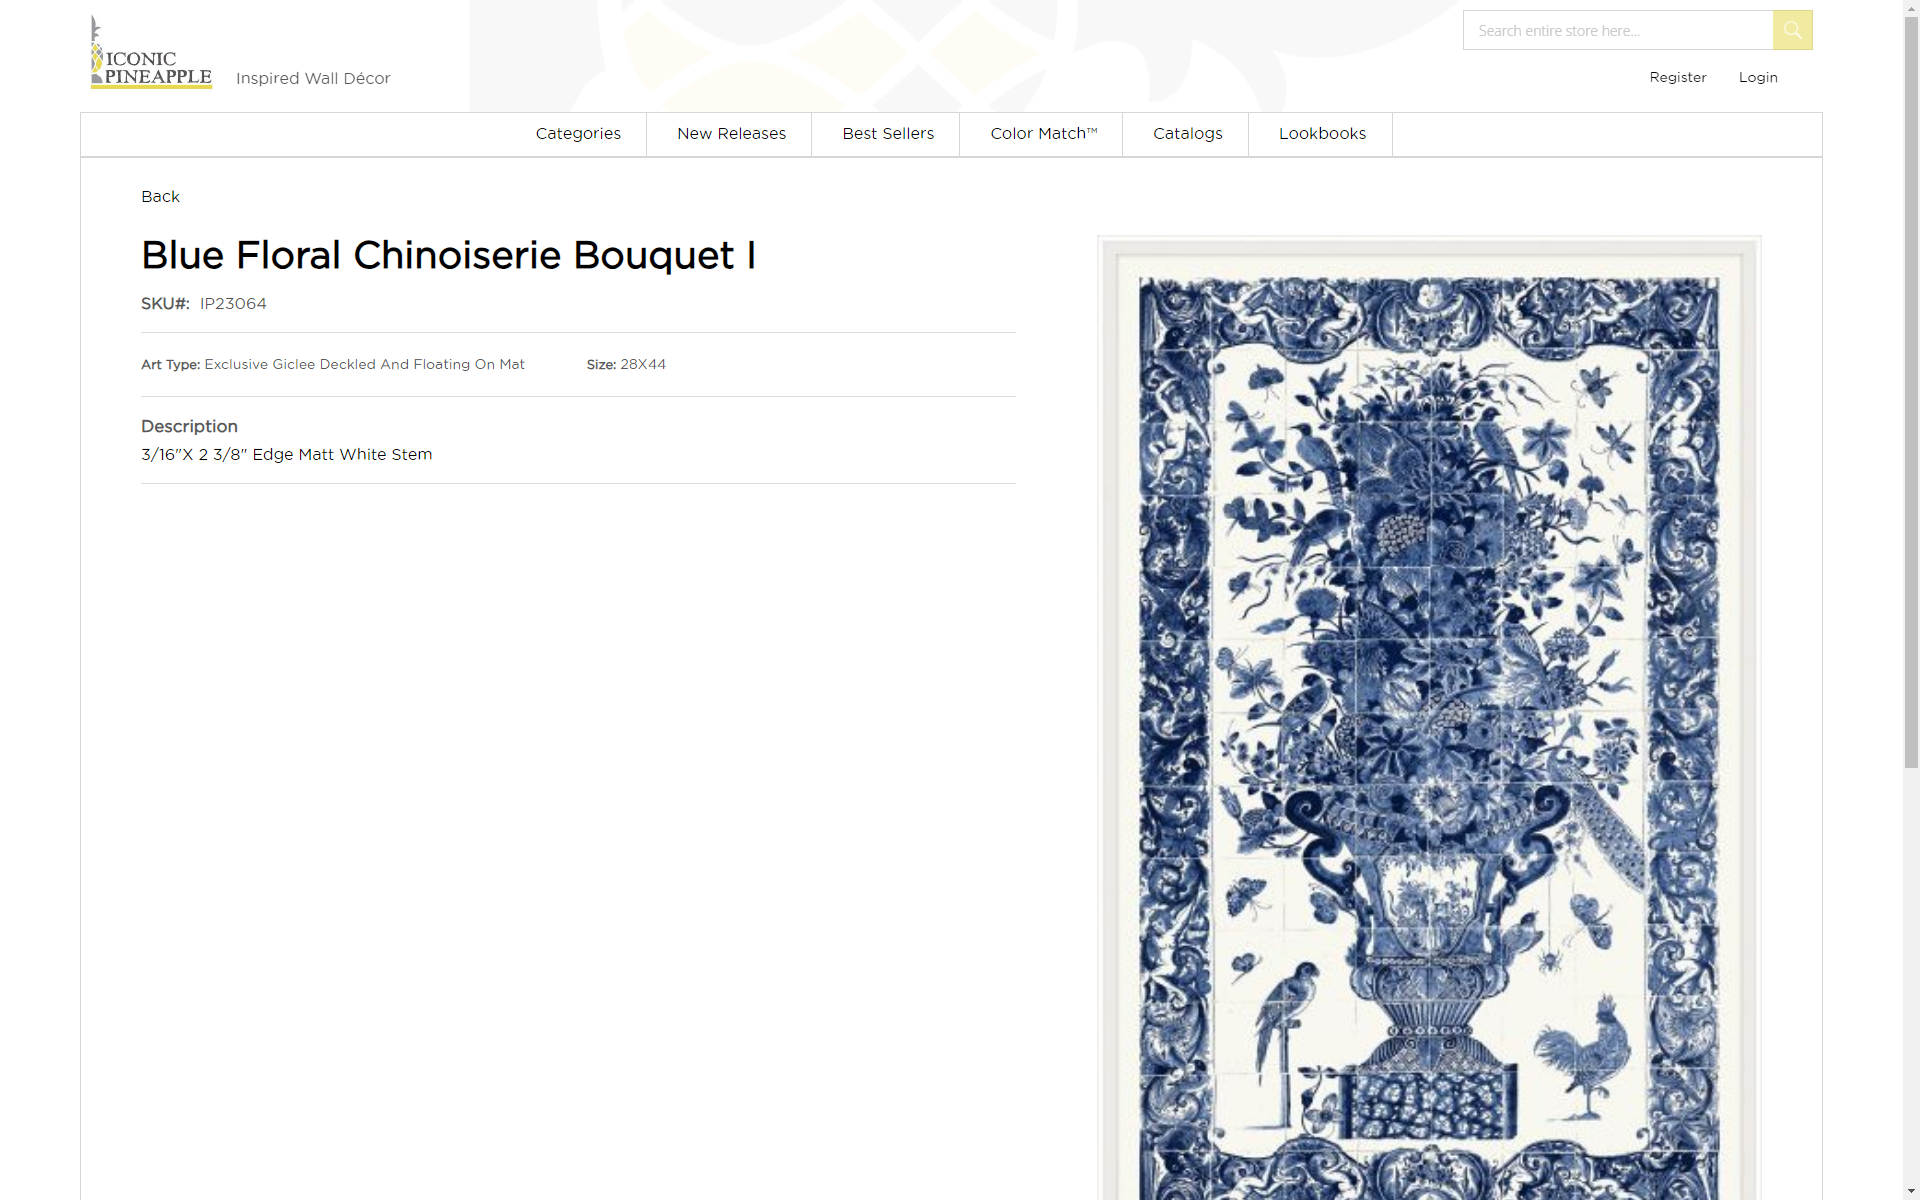 ICONIC
PINEAPPLE
Inspired Wall Décor
Search entire store here...
Register
Login
Categories
New Releases
Best Sellers
Color Match™
Catalogs
Lookbooks
Back
Blue Floral Chinoiserie Bouquet I
SKU#: IP23064
Art Type: Exclusive Giclee Deckled And Floating On Mat
Size: 28X44
Description
3/16"X 2 3/8" Edge Matt White Stem